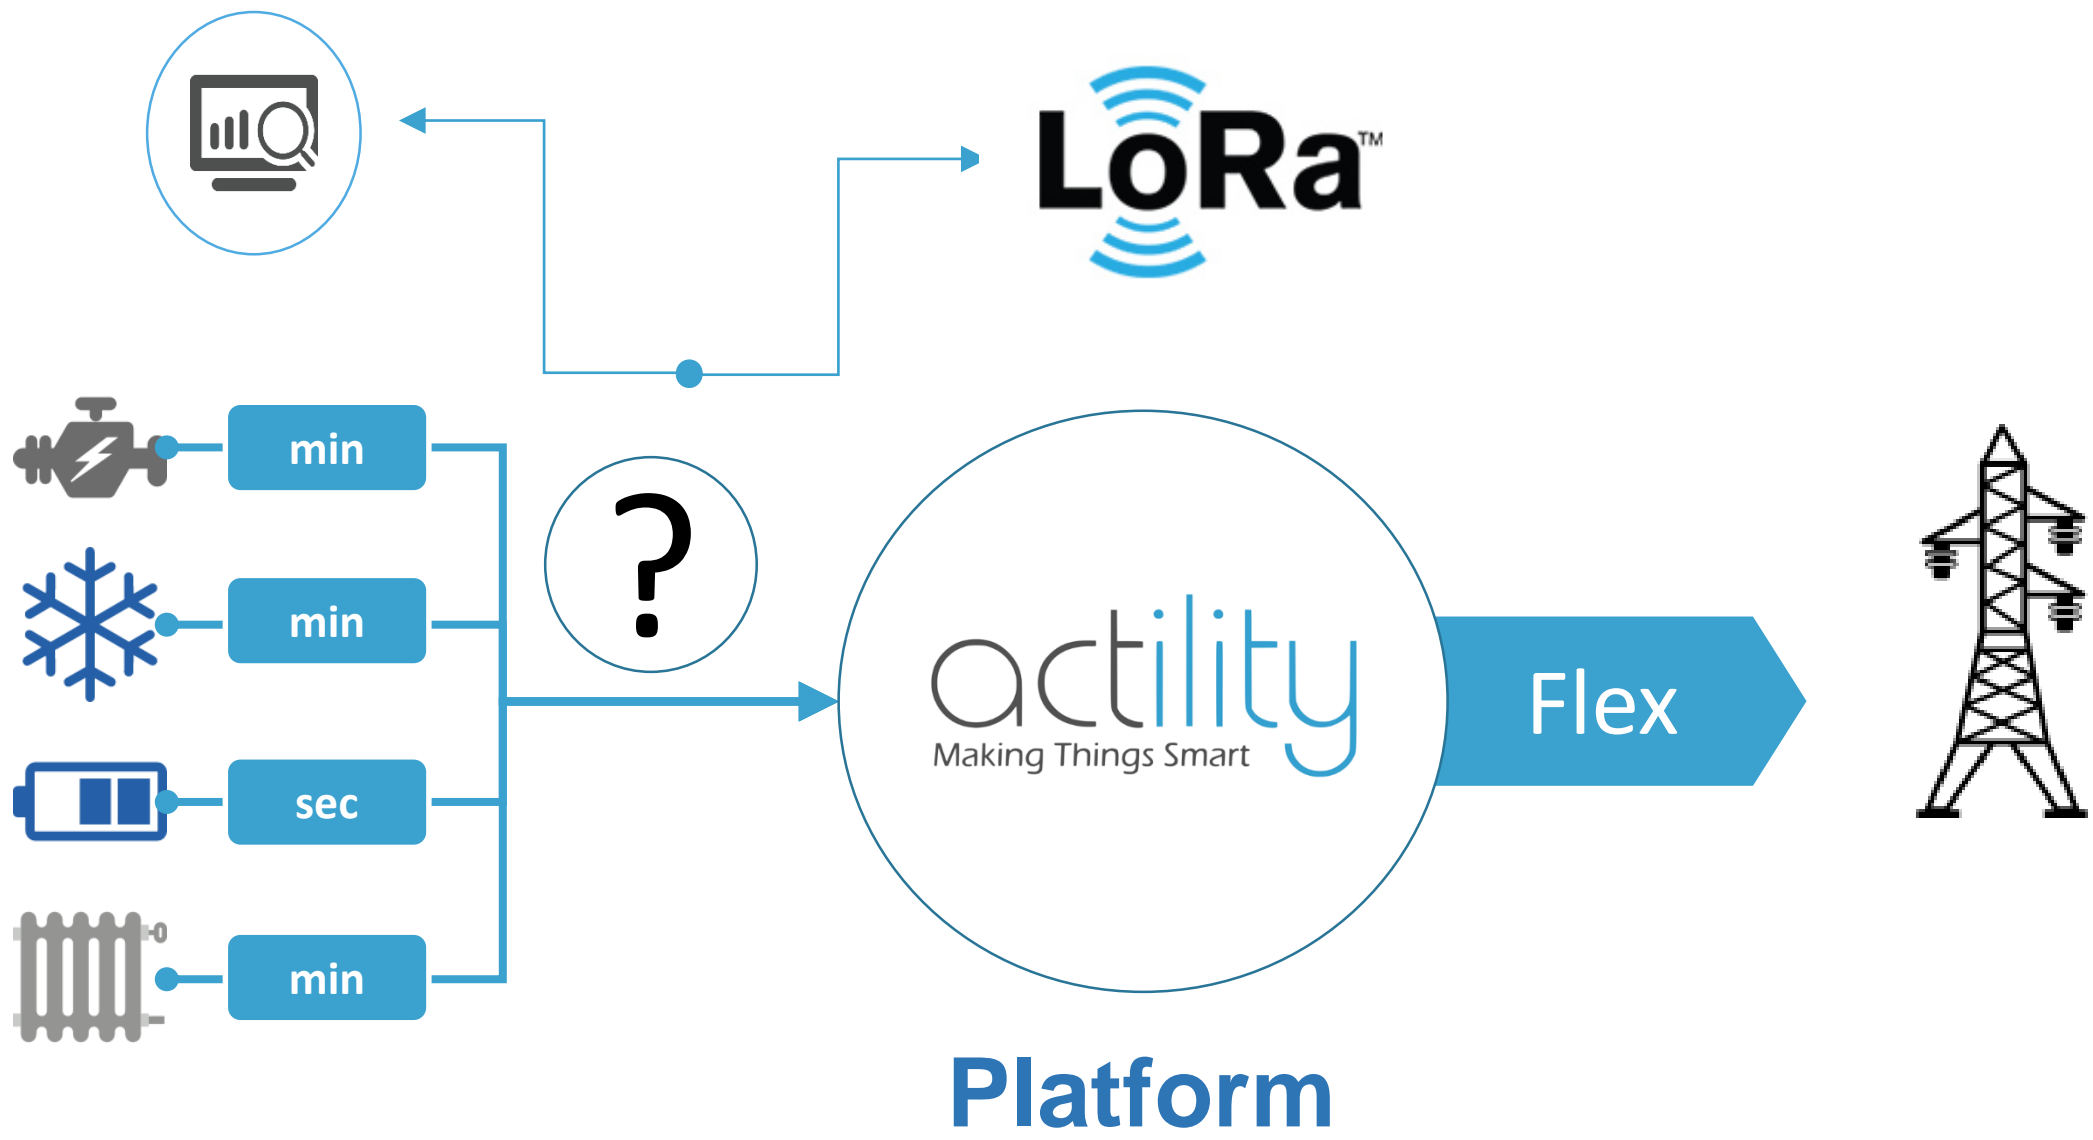 LoRa™
min
?
min
actility
Making Things Smart
Flex
sec
min
Platform